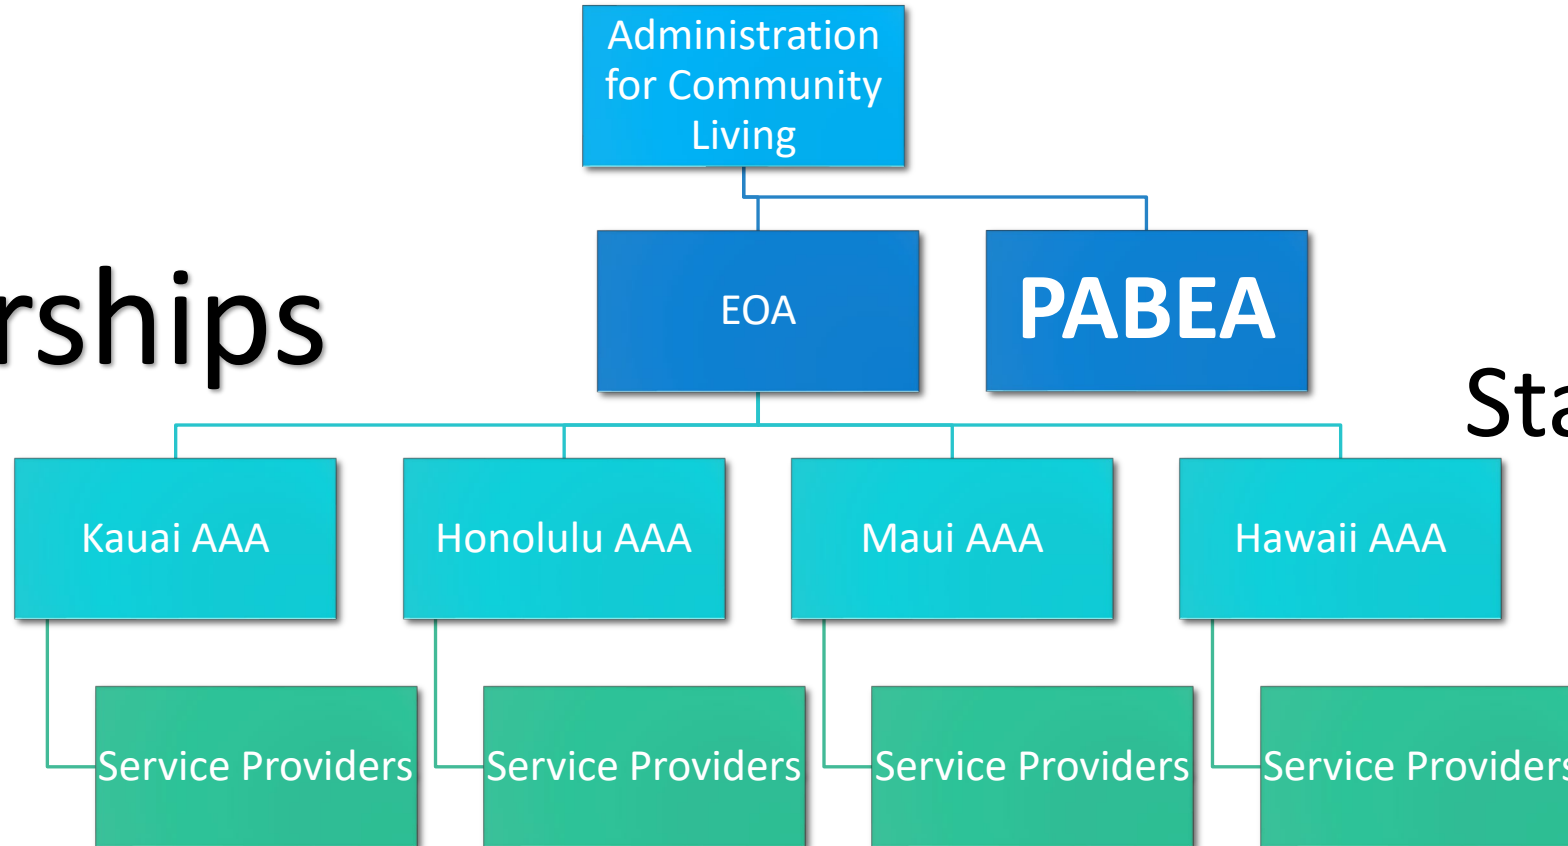 Administration
for Community
Living
rships
EOA
PABEA
Sta
Kauai AAA
Honolulu AAA
Maui AAA
Hawaii AAA
Service Providers
Service Providers
Service Providers
Service Providers